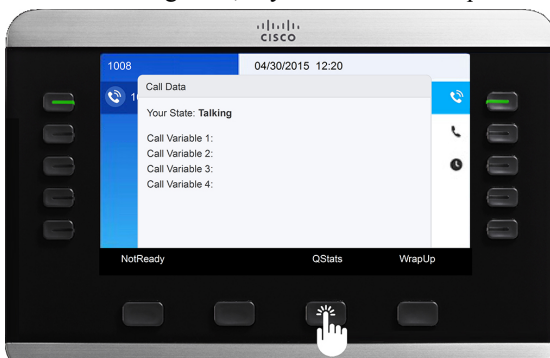 CISCO
1008 04/30/2015 12:20
Call Data
Your State: Talking
Call Variable 1:
Call Variable 2:
Call Variable 3:
Call Variable 4:
NotReady QStats WrapUp